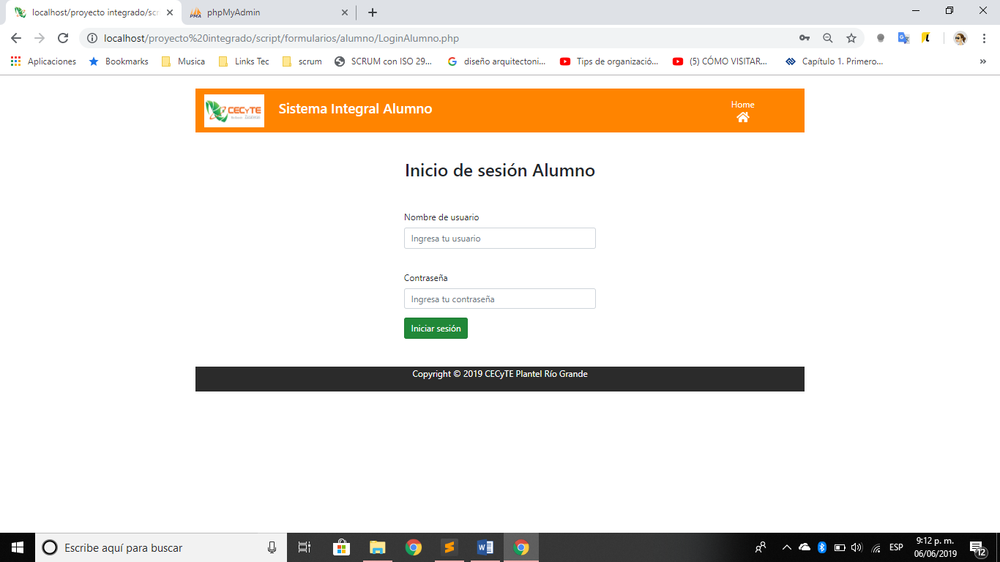 localhost/proyecto integrado/scr
phpMyAdmin
localhost/proyecto%20integrado/script/formularios/alumno/LoginAlumno.php
Aplicaciones
Bookmarks
Musica
Links Tec
scrum
SCRUM con ISO 29...
diseño arquitectoni...
Tips de organizació...
(5) CÓMO VISITAR...
Capítulo 1. Primero...
»
CECyTE
Sistema Integral Alumno
Home
Inicio de sesión Alumno
Nombre de usuario
Ingresa tu usuario
Contraseña
Ingresa tu contraseña
Iniciar sesión
Copyright © 2019 CECyTE Plantel Río Grande
Escribe aquí para buscar
ESP
9:12 p. m.
06/06/2019
12